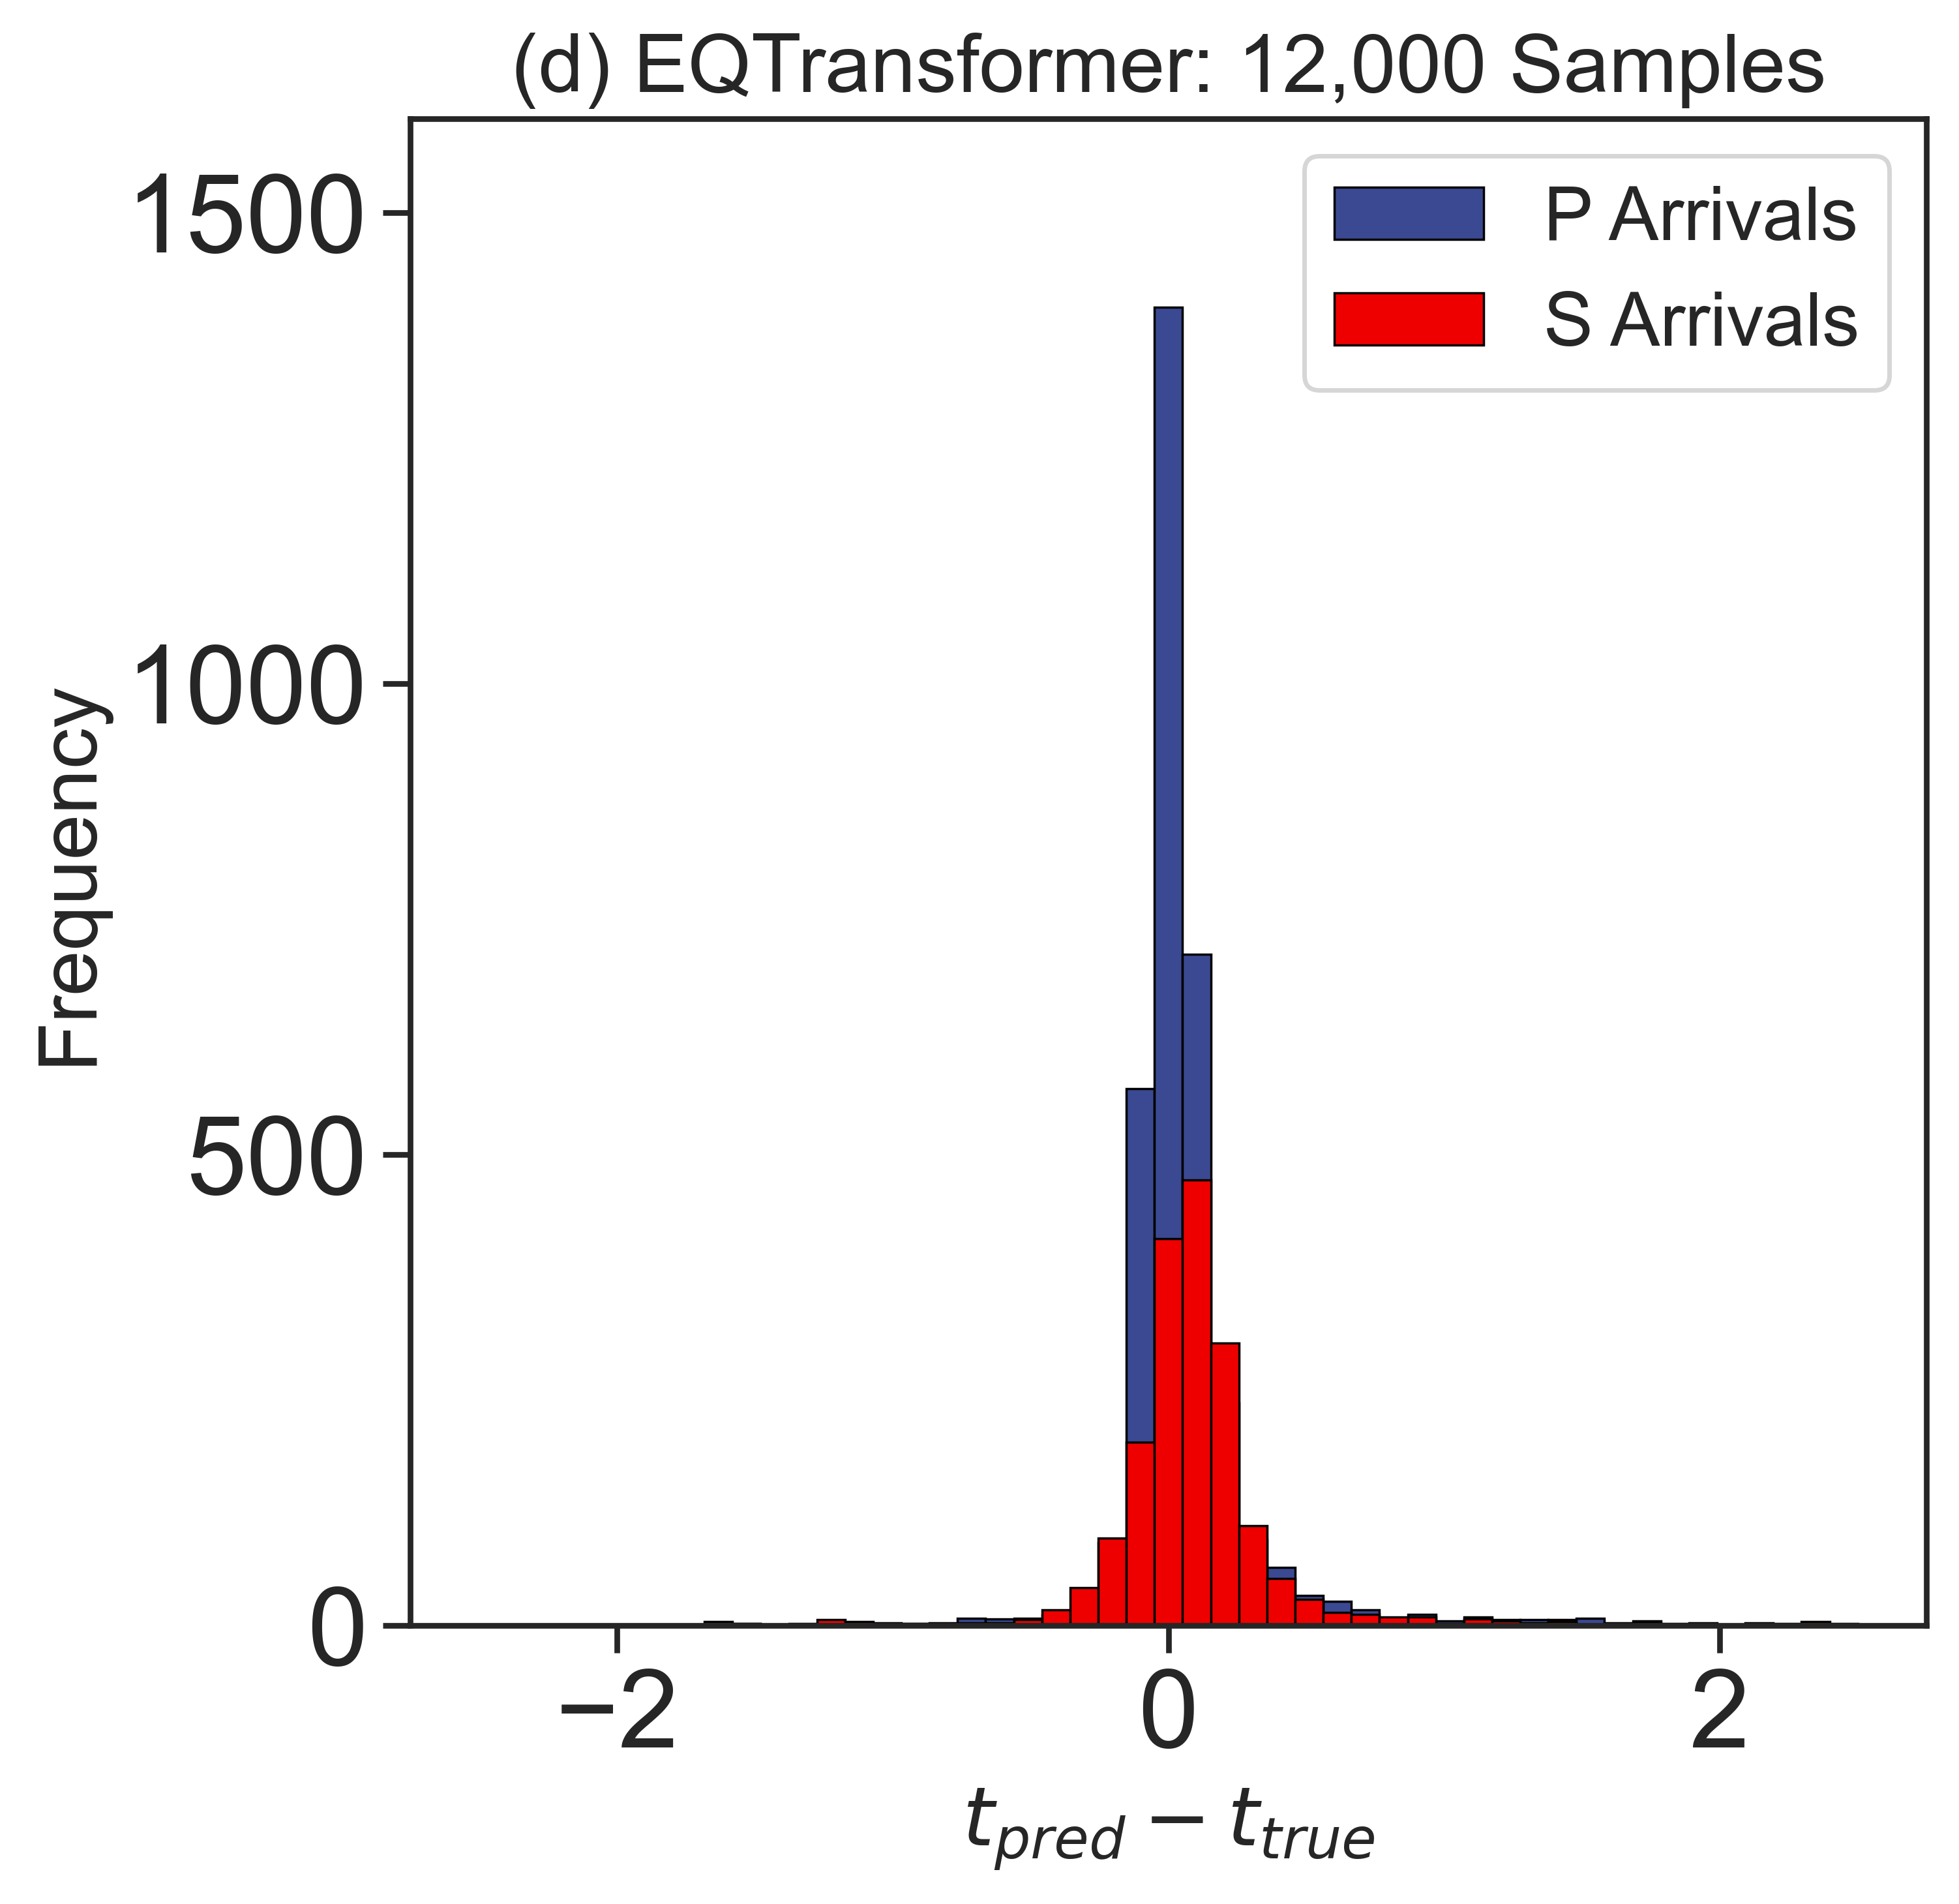 (d) EQTransformer: 12,000 Samples
P Arrivals
S Arrivals
Frequency
1500
1000
500
0
−2 0 2
t_pred − t_true